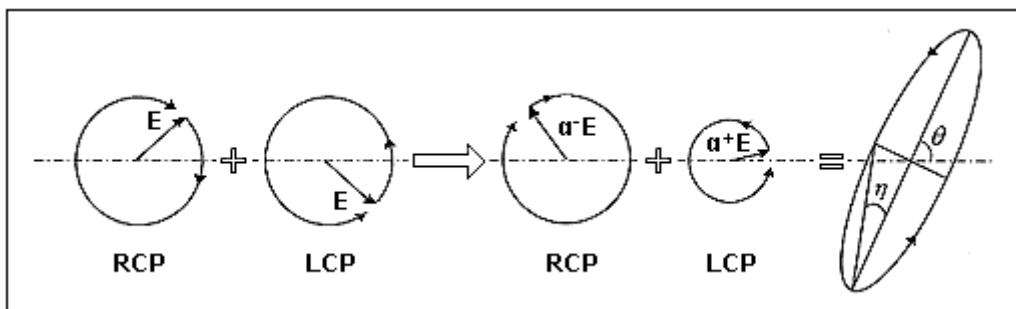 E + E ⇒ α⁻E + α⁺E = θ
η
RCP LCP RCP LCP